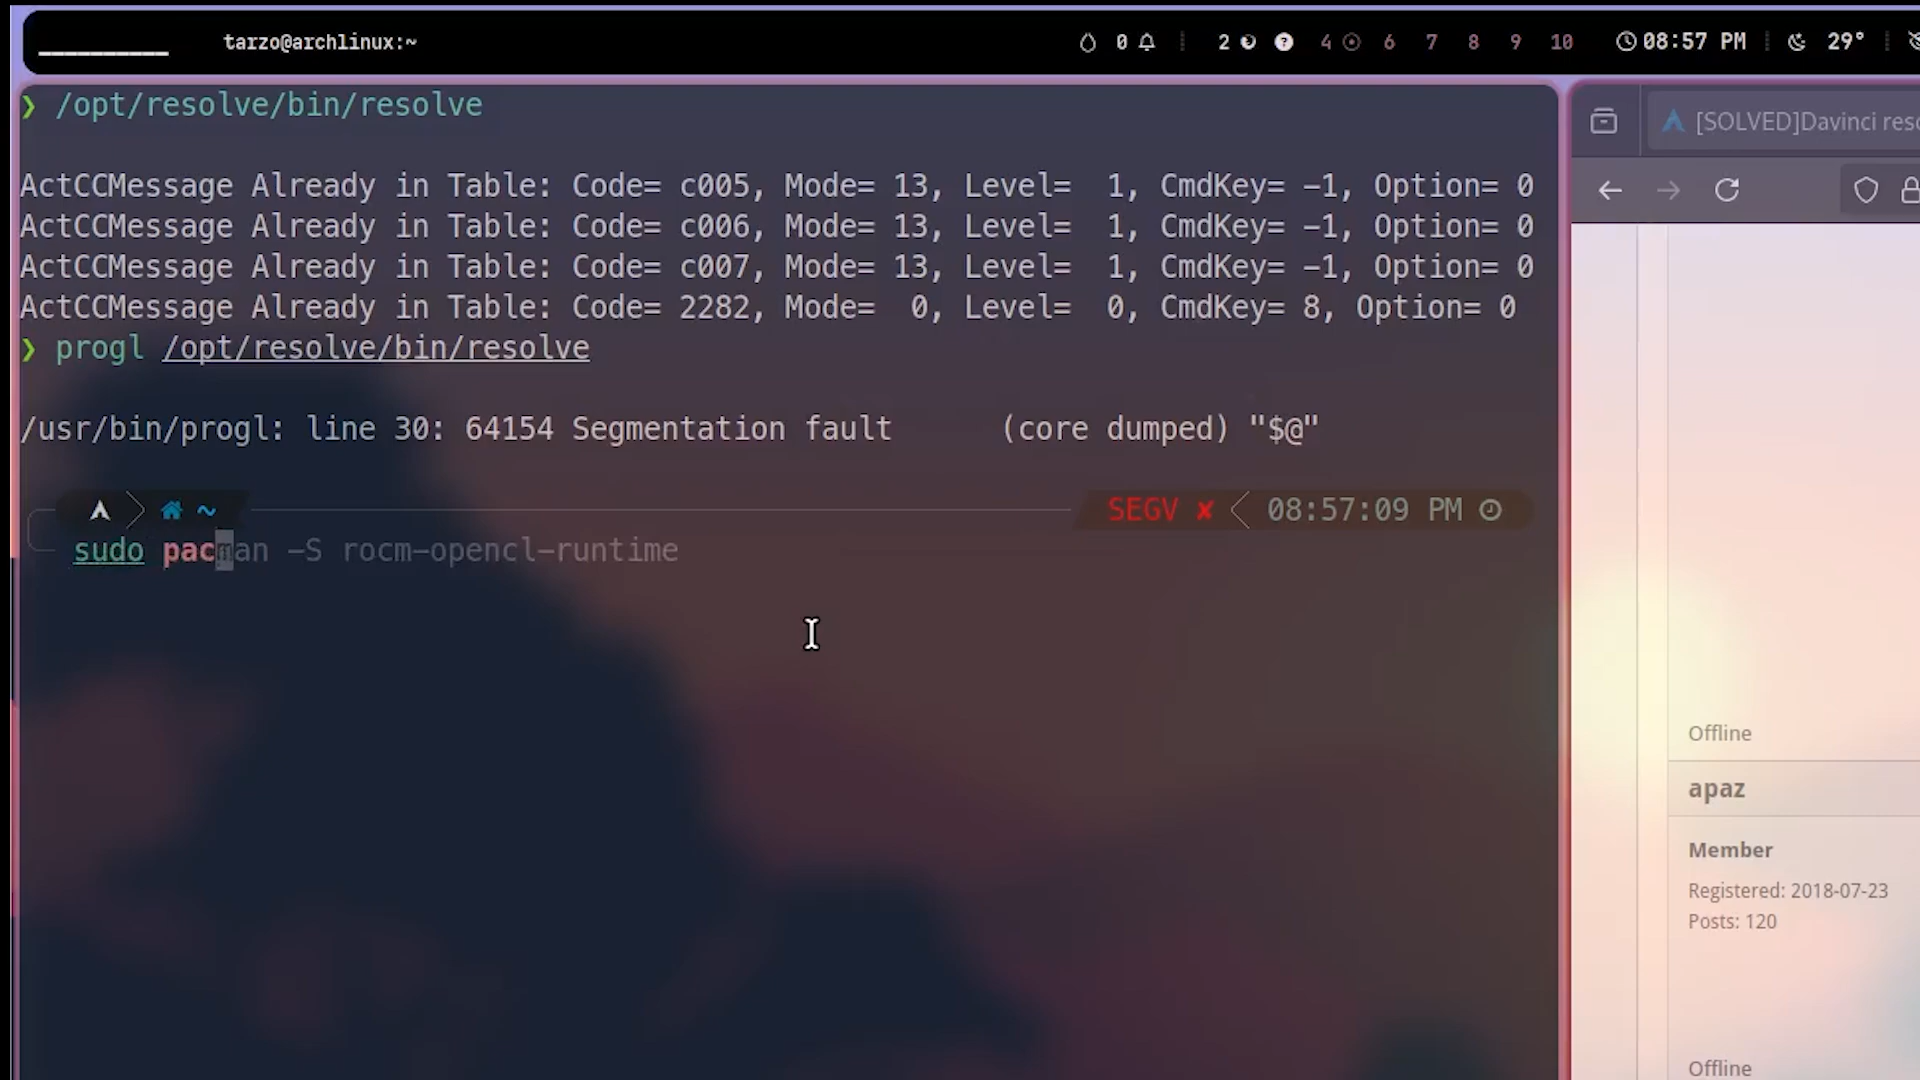 tarzo@archlinux:~ 0 2 4 6 7 8 9 10 08:57 PM 29°
❯ /opt/resolve/bin/resolve
ActCCMessage Already in Table: Code= c005, Mode= 13, Level=  1, CmdKey= -1, Option= 0
ActCCMessage Already in Table: Code= c006, Mode= 13, Level=  1, CmdKey= -1, Option= 0
ActCCMessage Already in Table: Code= c007, Mode= 13, Level=  1, CmdKey= -1, Option= 0
ActCCMessage Already in Table: Code= 2282, Mode=  0, Level=  0, CmdKey= 8, Option= 0
❯ progl /opt/resolve/bin/resolve
/usr/bin/progl: line 30: 64154 Segmentation fault      (core dumped) "$@"
~ SEGV ✘ 08:57:09 PM
sudo pacman -S rocm-opencl-runtime
[SOLVED]Davinci reso
Offline
apaz
Member
Registered: 2018-07-23
Posts: 120
Offline